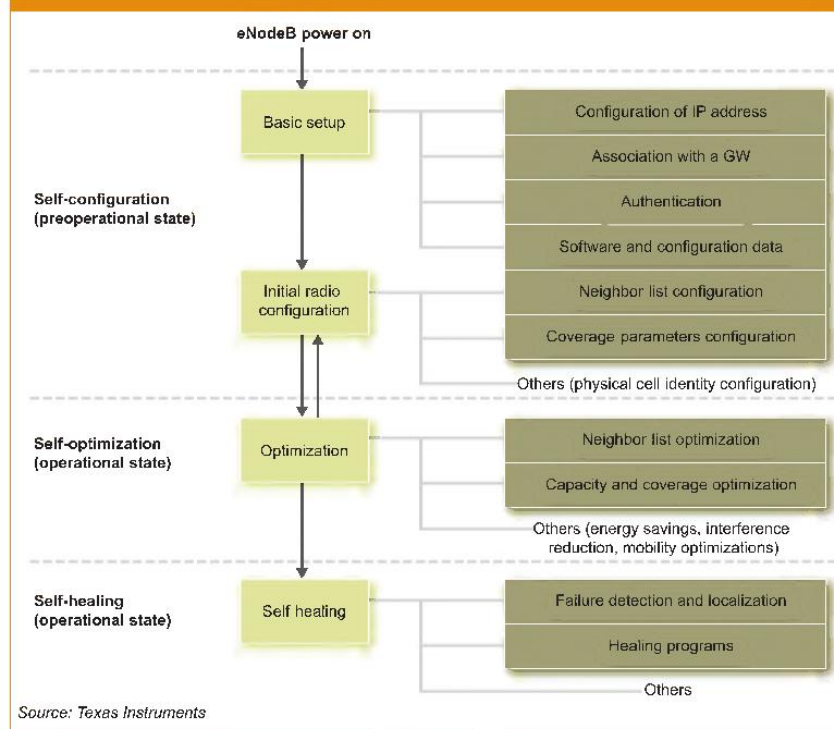 eNodeB power on
Basic setup
Configuration of IP address
Association with a GW
Authentication
Software and configuration data
Self-configuration
(preoperational state)
Initial radio
configuration
Neighbor list configuration
Coverage parameters configuration
Others (physical cell identity configuration)
Self-optimization
(operational state)
Optimization
Neighbor list optimization
Capacity and coverage optimization
Others (energy savings, interference
reduction, mobility optimizations)
Self-healing
(operational state)
Self healing
Failure detection and localization
Healing programs
Others
Source: Texas Instruments